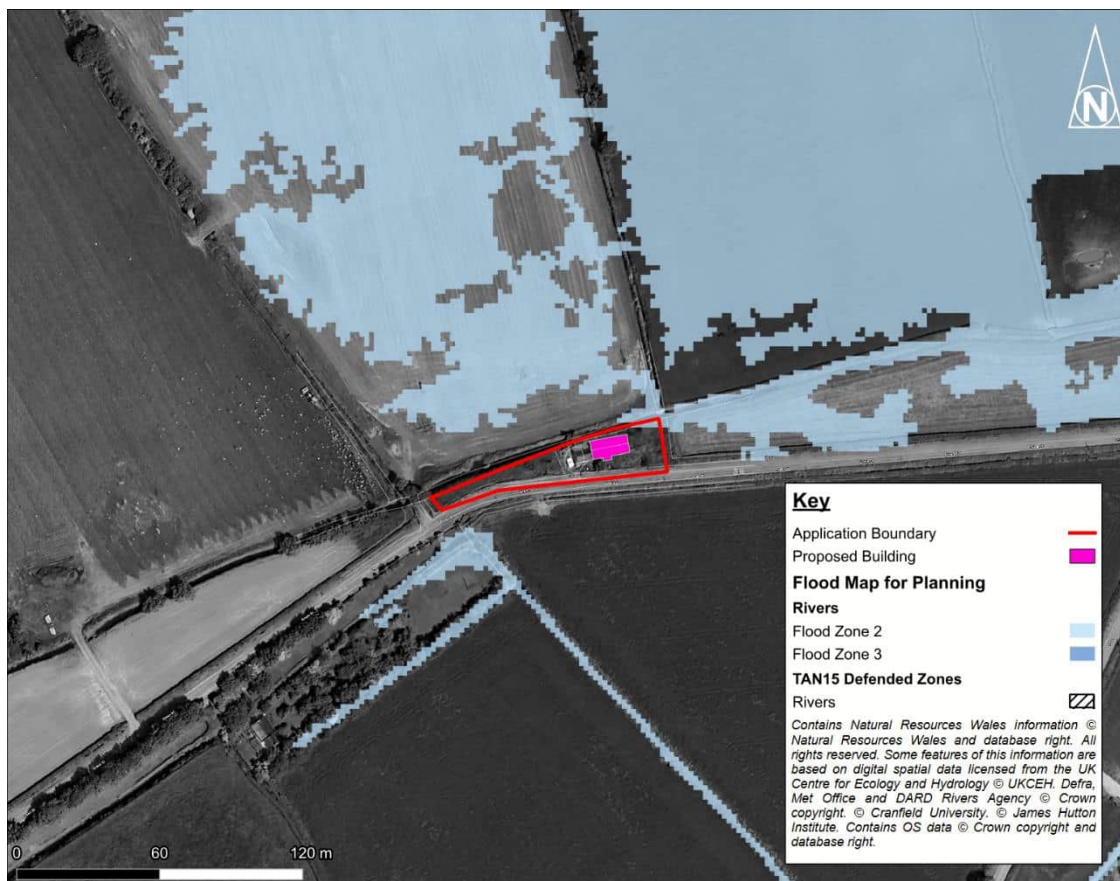 N
Key
Application Boundary
Proposed Building
Flood Map for Planning
Rivers
Flood Zone 2
Flood Zone 3
TAN15 Defended Zones
Rivers
Contains Natural Resources Wales information ©
Natural Resources Wales and database right. All
rights reserved. Some features of this information are
based on digital spatial data licensed from the UK
Centre for Ecology and Hydrology © UKCEH. Defra,
Met Office and DARD Rivers Agency © Crown
copyright. © Cranfield University. © James Hutton
Institute. Contains OS data © Crown copyright and
database right.
0 60 120 m